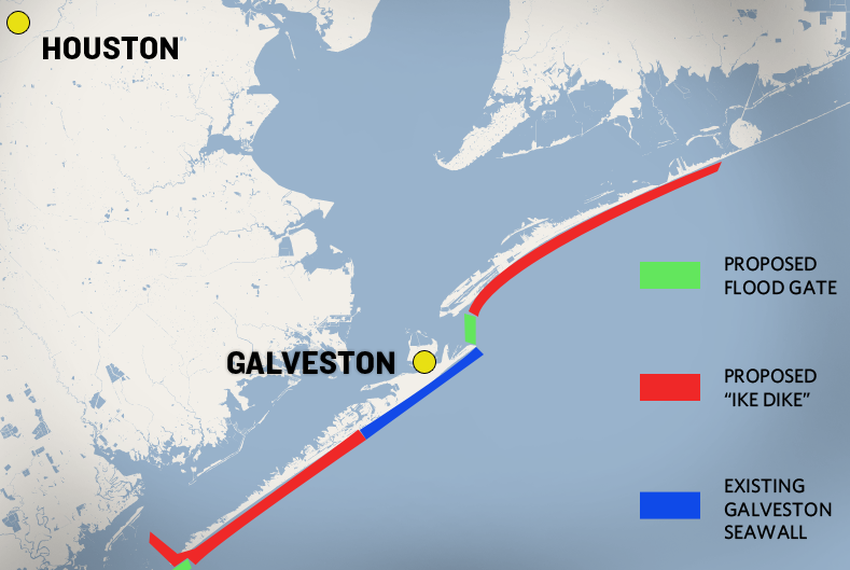 HOUSTON
GALVESTON
PROPOSED
FLOOD GATE
PROPOSED
“IKE DIKE”
EXISTING
GALVESTON
SEAWALL